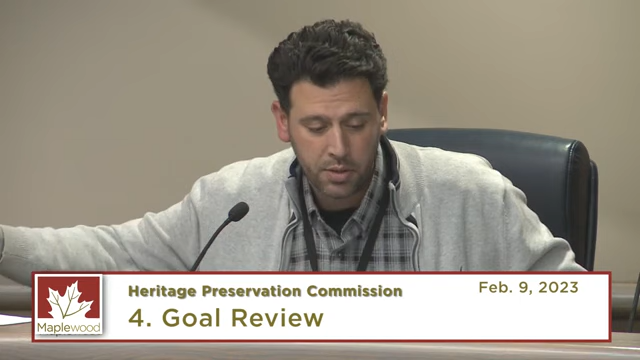 Heritage Preservation Commission
Feb. 9, 2023
4. Goal Review
Maplewood